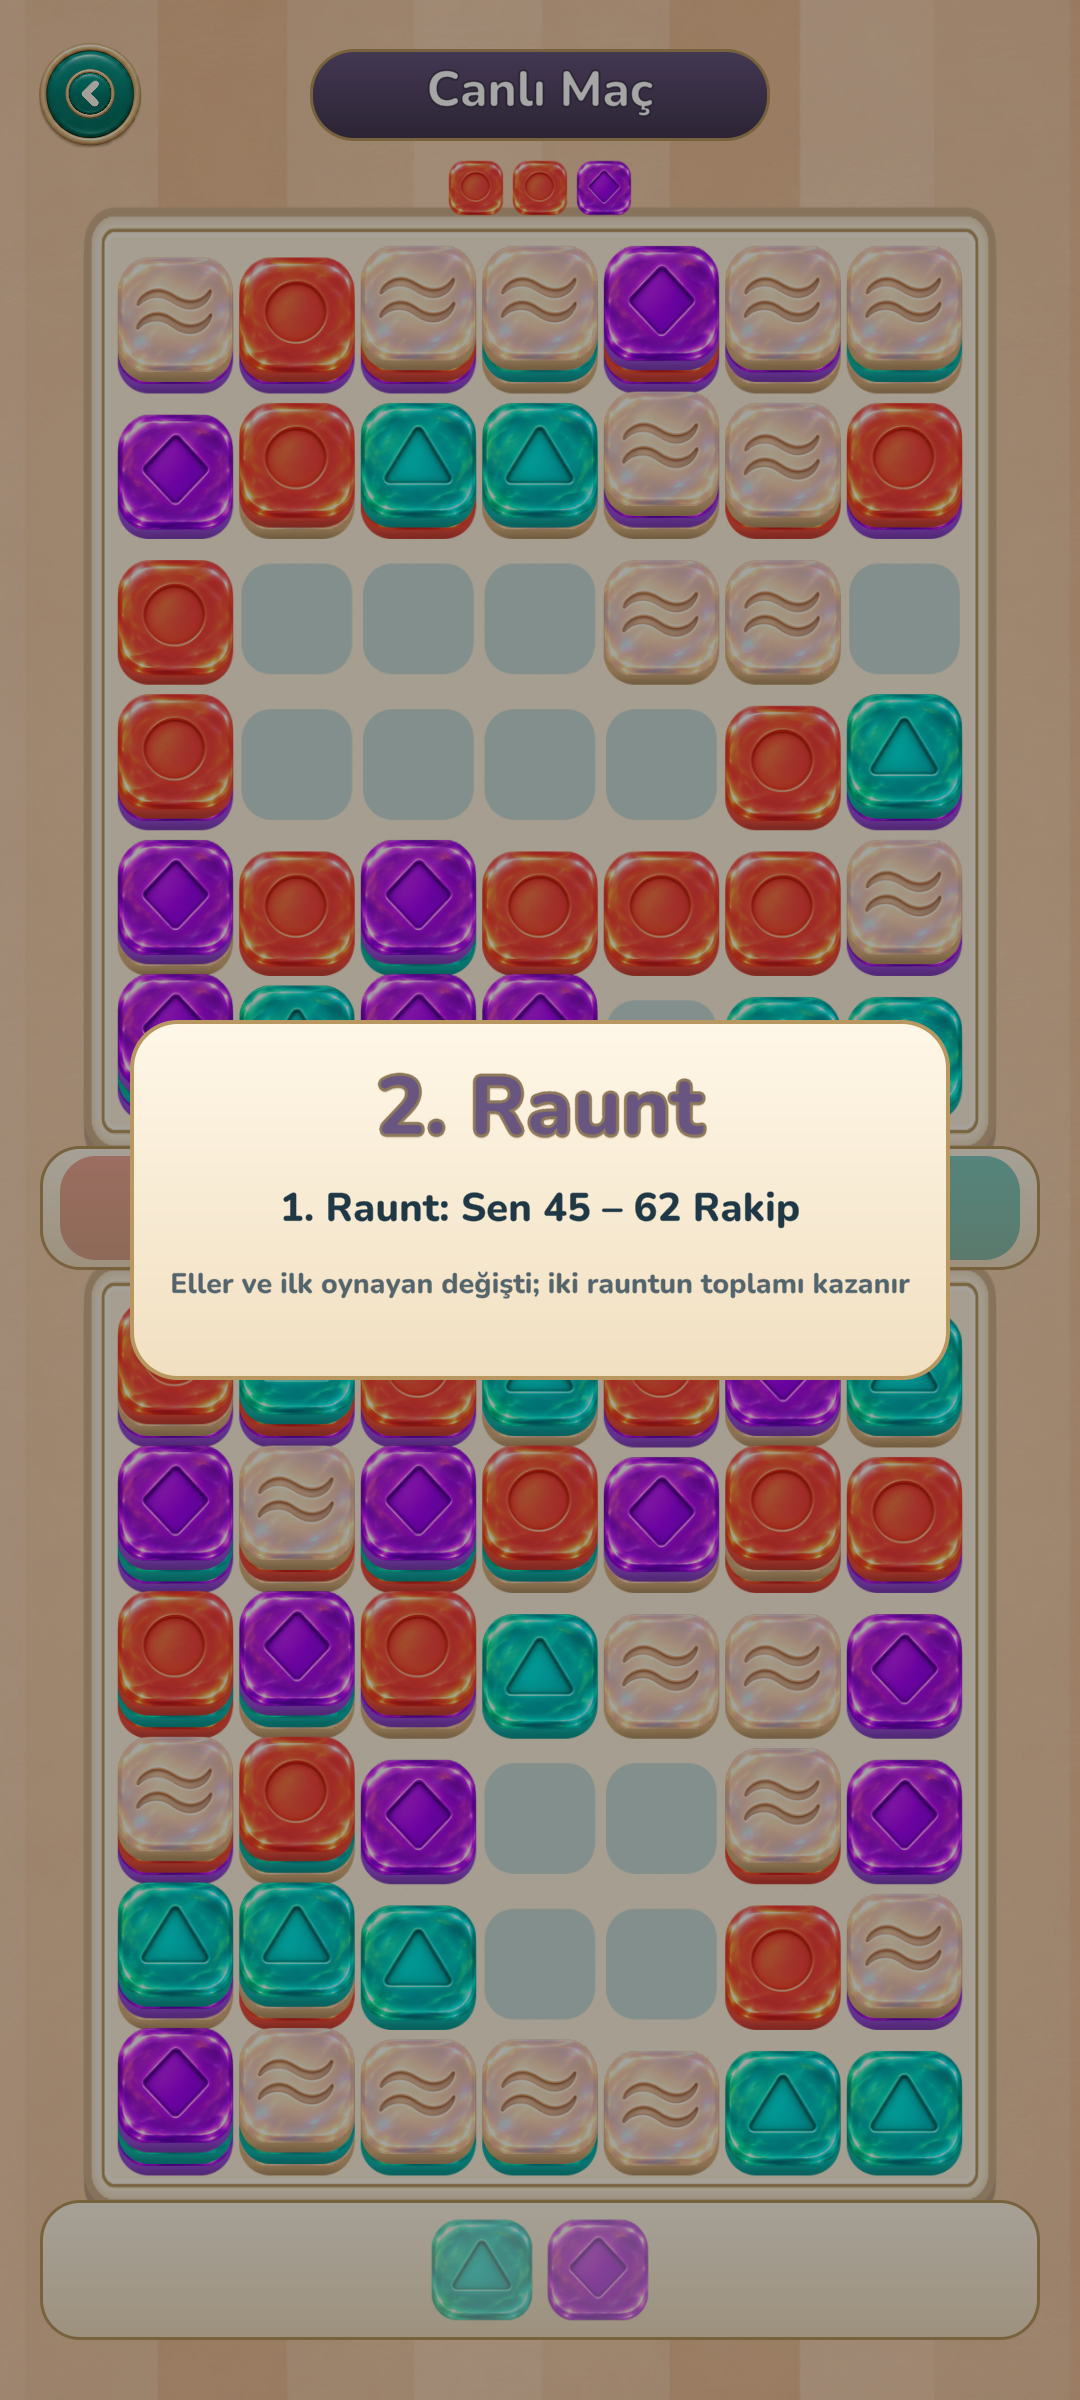 Canlı Maç
2. Raunt
1. Raunt: Sen 45 – 62 Rakip
Eller ve ilk oynayan değişti; iki rauntun toplamı kazanır